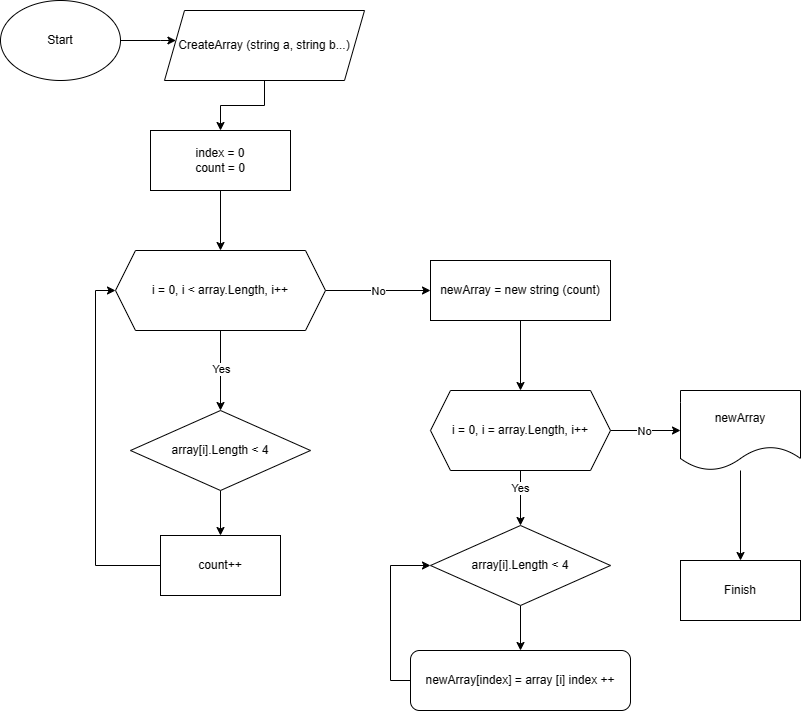 Start
CreateArray (string a, string b...)
index = 0
count = 0
i = 0, i < array.Length, i++
No
newArray = new string (count)
Yes
array[i].Length < 4
count++
i = 0, i = array.Length, i++
No
newArray
Yes
array[i].Length < 4
Finish
newArray[index] = array [i] index ++